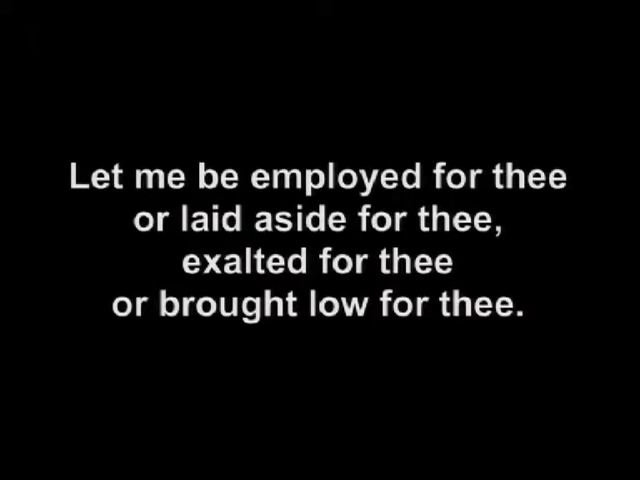 Let me be employed for thee
or laid aside for thee,
exalted for thee
or brought low for thee.